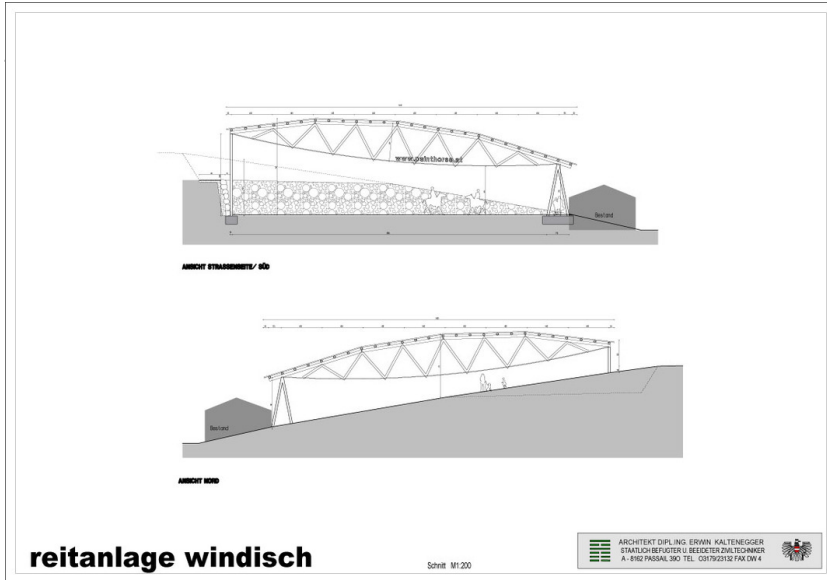 www.painthorse.at
Bestand
ANSICHT STRASSENSEITE/ SÜD
Bestand
ANSICHT NORD
reitanlage windisch
Schnitt M1:200
ARCHITEKT DIPL.ING. ERWIN KALTENEGGER
STAATLICH BEFUGTER U. BEEIDETER ZIVILTECHNIKER
A - 8162 PASSAIL 390 TEL. 03179/23132 FAX DW 4